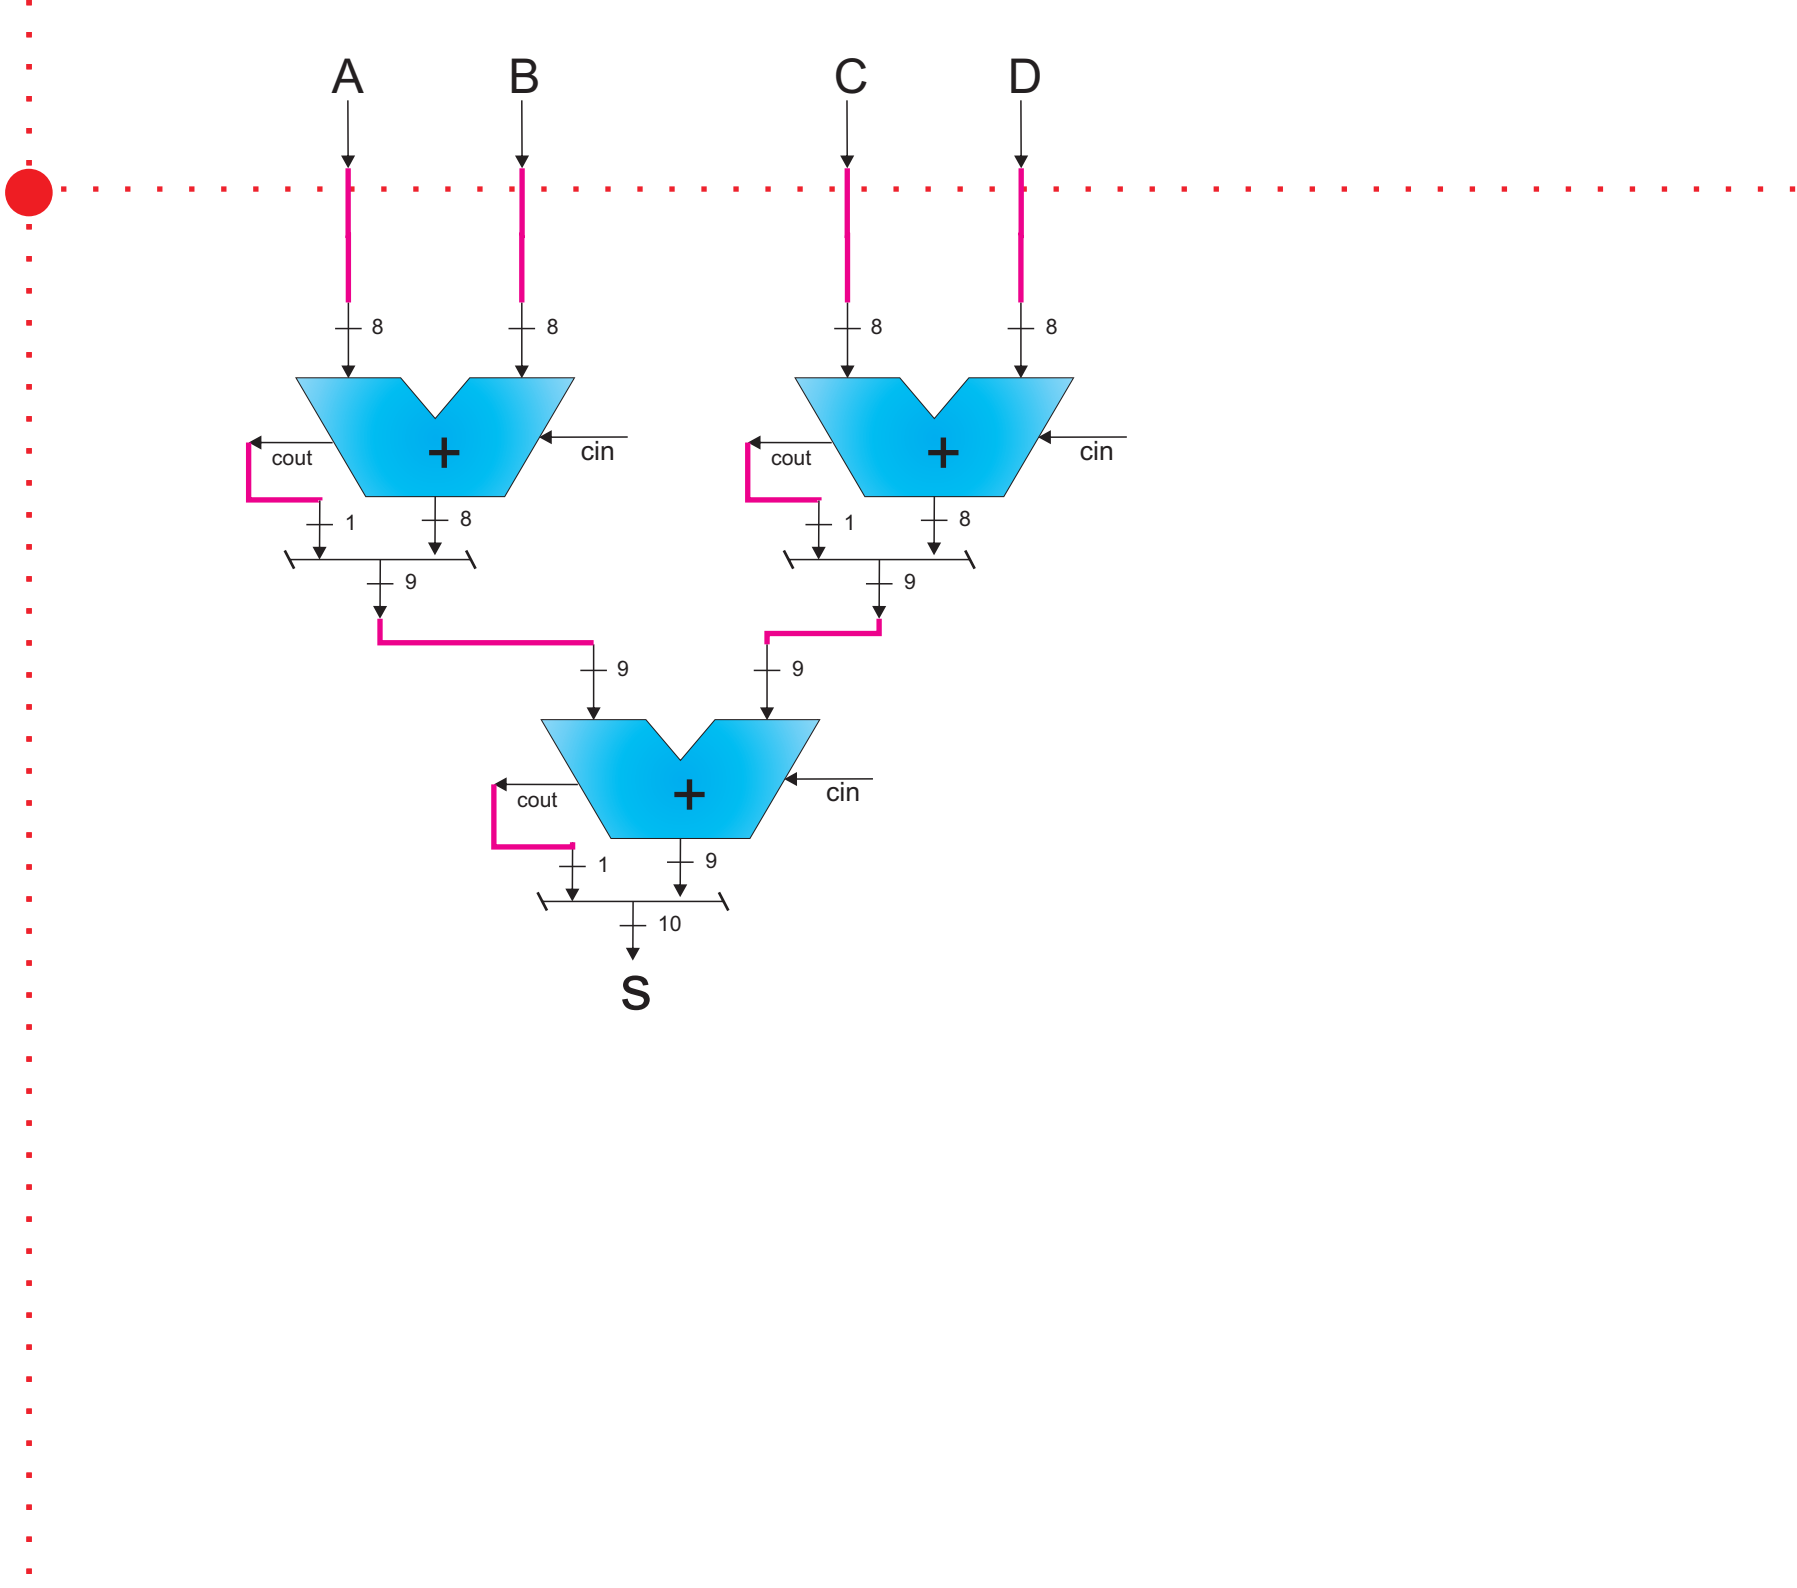 A B C D
8 8 8 8
+ cin + cin
cout cout
1 8 1 8
9 9
9 9
+ cin
cout
1 9
10
S